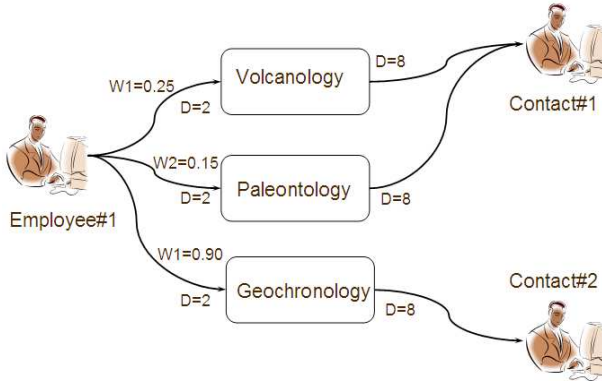 D=8
Volcanology
W1=0.25
D=2
Contact#1
W2=0.15
Paleontology
D=2
D=8
Employee#1
W1=0.90
Contact#2
Geochronology
D=2
D=8